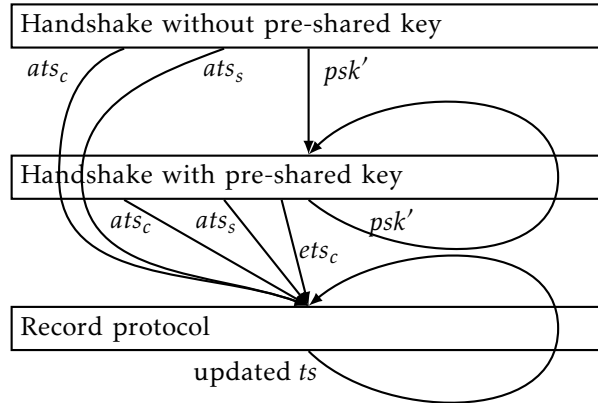 Handshake without pre-shared key
ats_c ats_s psk′
Handshake with pre-shared key
ats_c ats_s ets_c psk′
Record protocol
updated ts